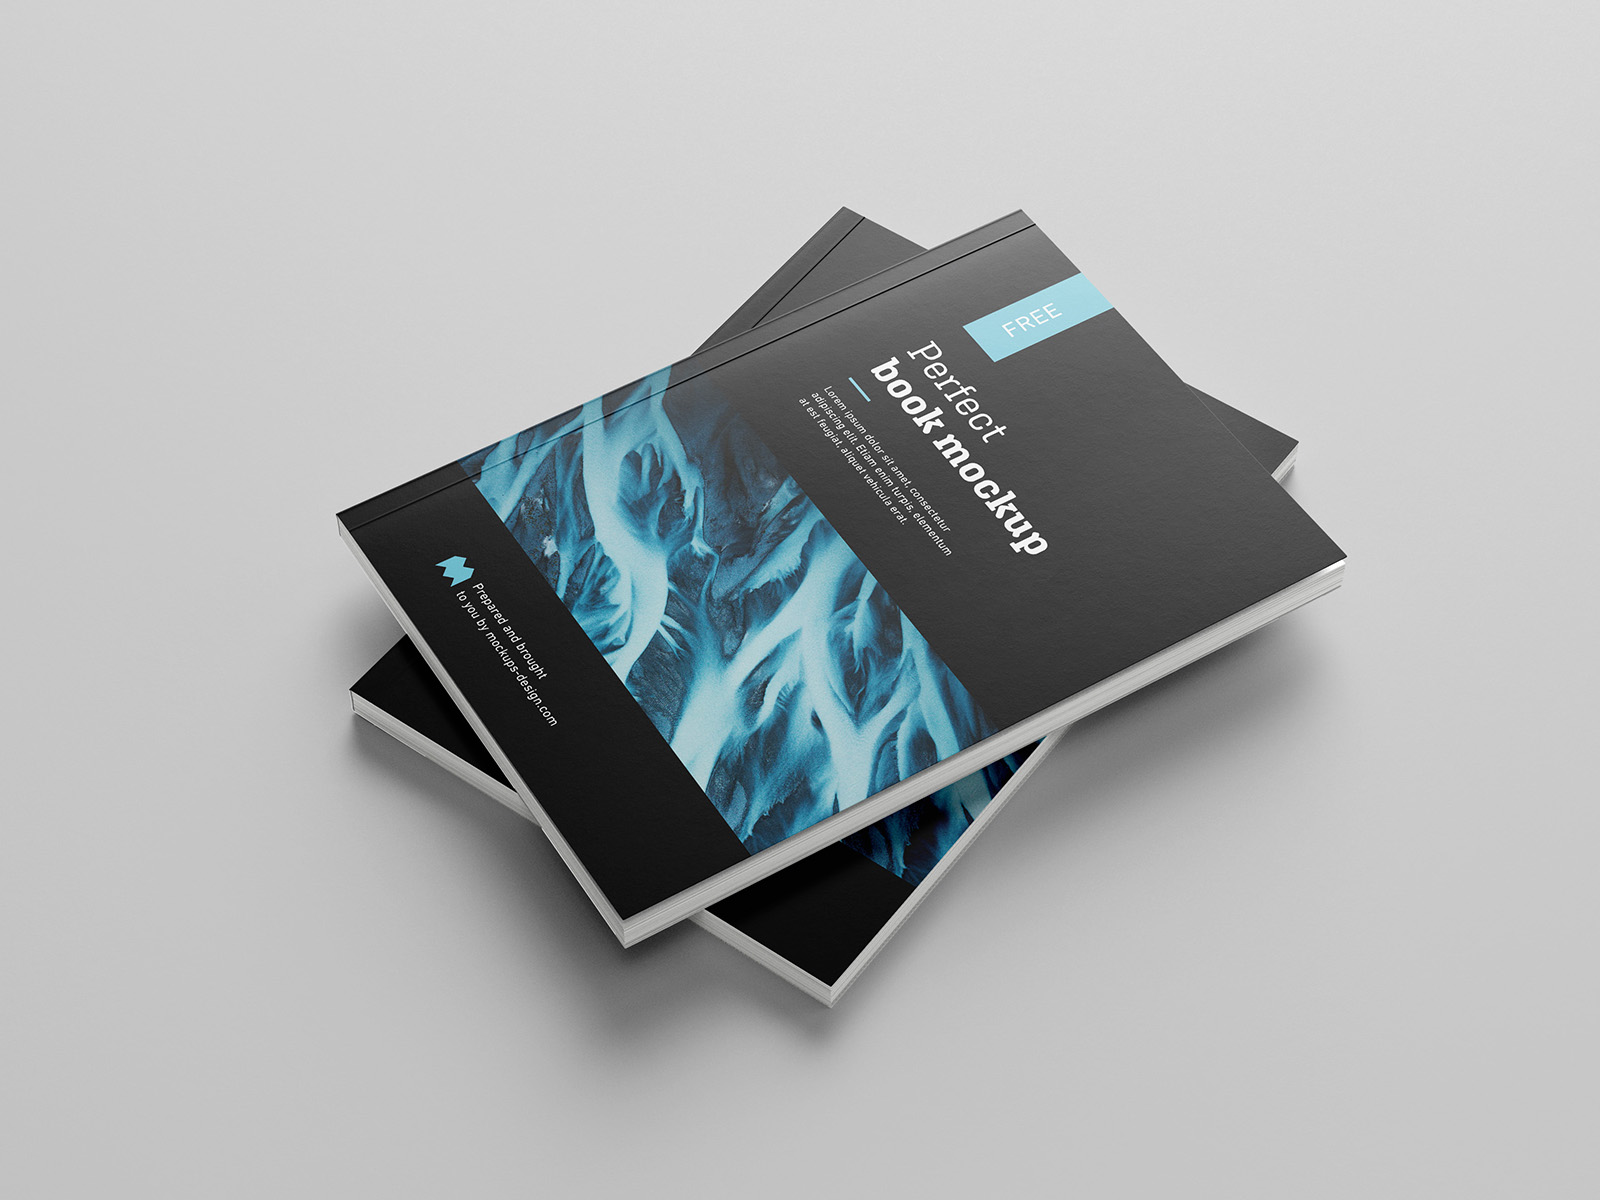 FREE
Perfect
book mockup
Lorem ipsum dolor sit amet, consectetur
adipiscing elit. Etiam enim turpis, elementum
at est feugiat, aliquet vehicula erat.
Prepared and brought
to you by mockups-design.com